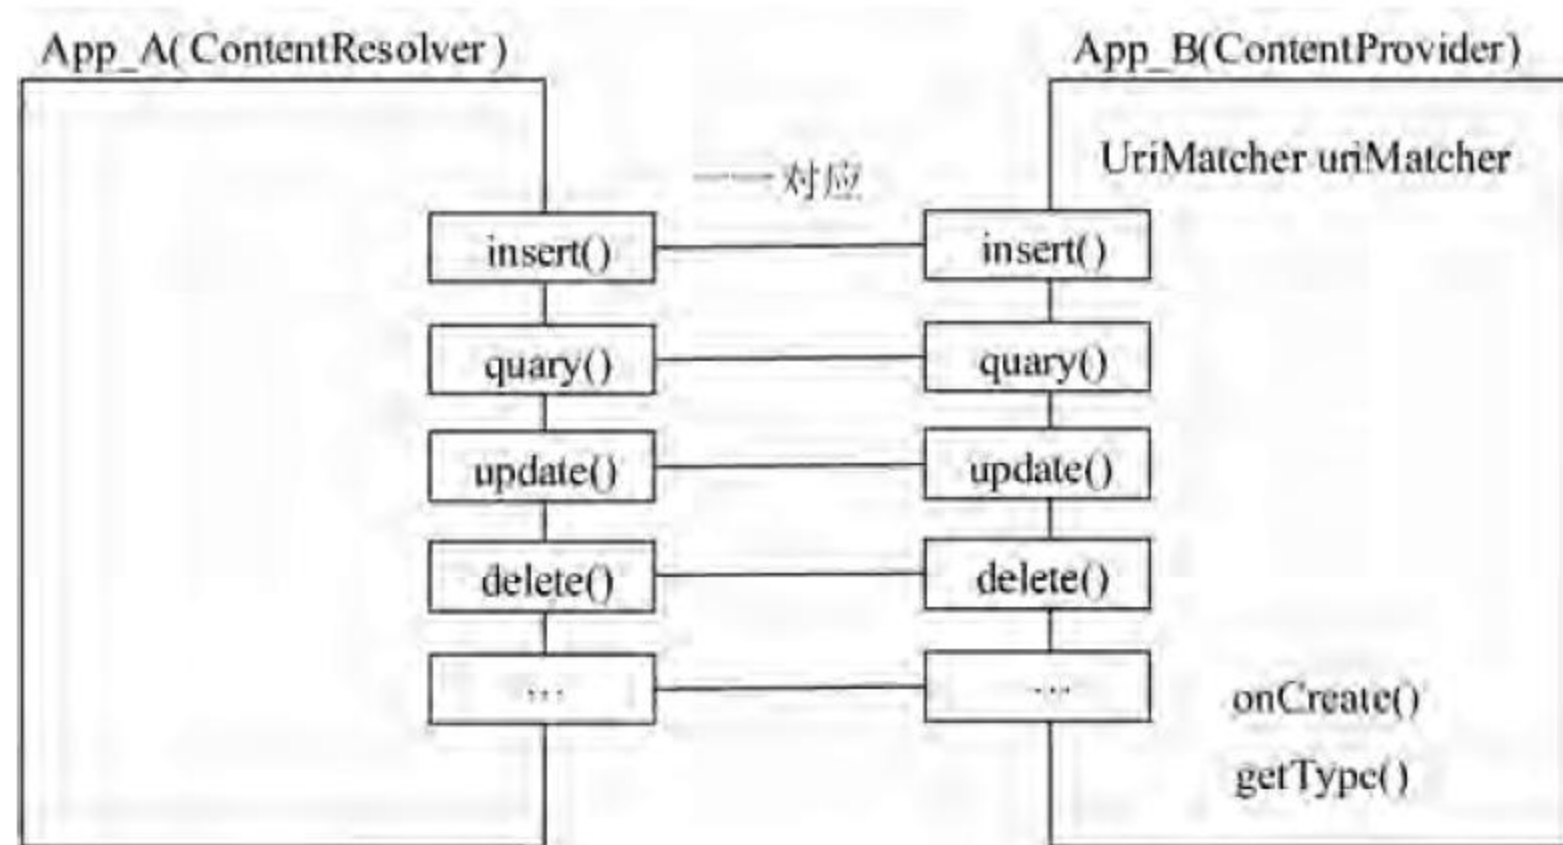 App_A(ContentResolver)
App_B(ContentProvider)
UriMatcher uriMatcher
一一对应
insert()
insert()
quary()
quary()
update()
update()
delete()
delete()
...
...
onCreate()
getType()